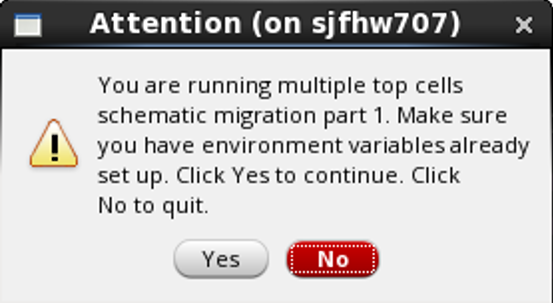 Attention (on sjfhw707)
You are running multiple top cells
schematic migration part 1. Make sure
you have environment variables already
set up. Click Yes to continue. Click
No to quit.
Yes No